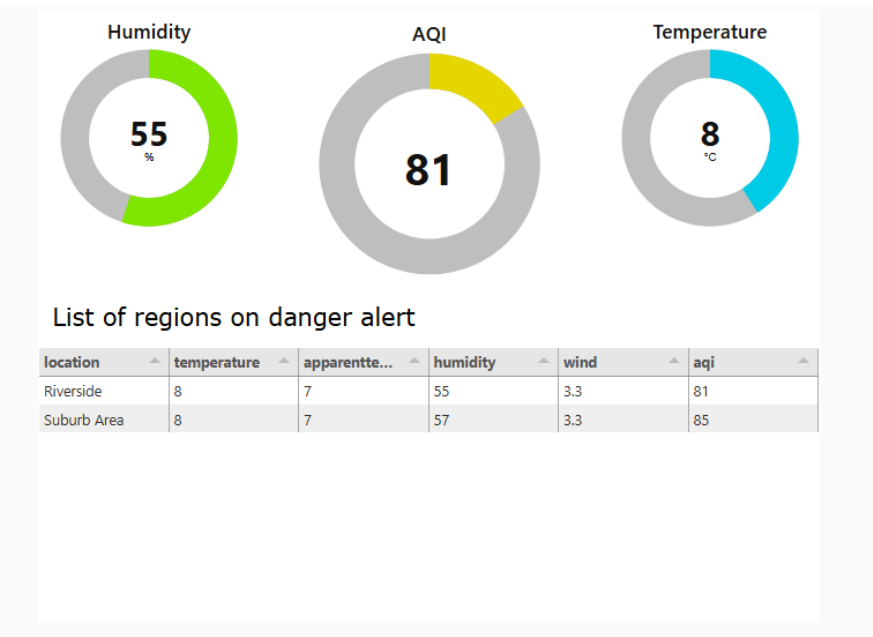 Humidity AQI Temperature
55 81 8
% °C
List of regions on danger alert
location temperature apparentte... humidity wind aqi
Riverside 8 7 55 3.3 81
Suburb Area 8 7 57 3.3 85